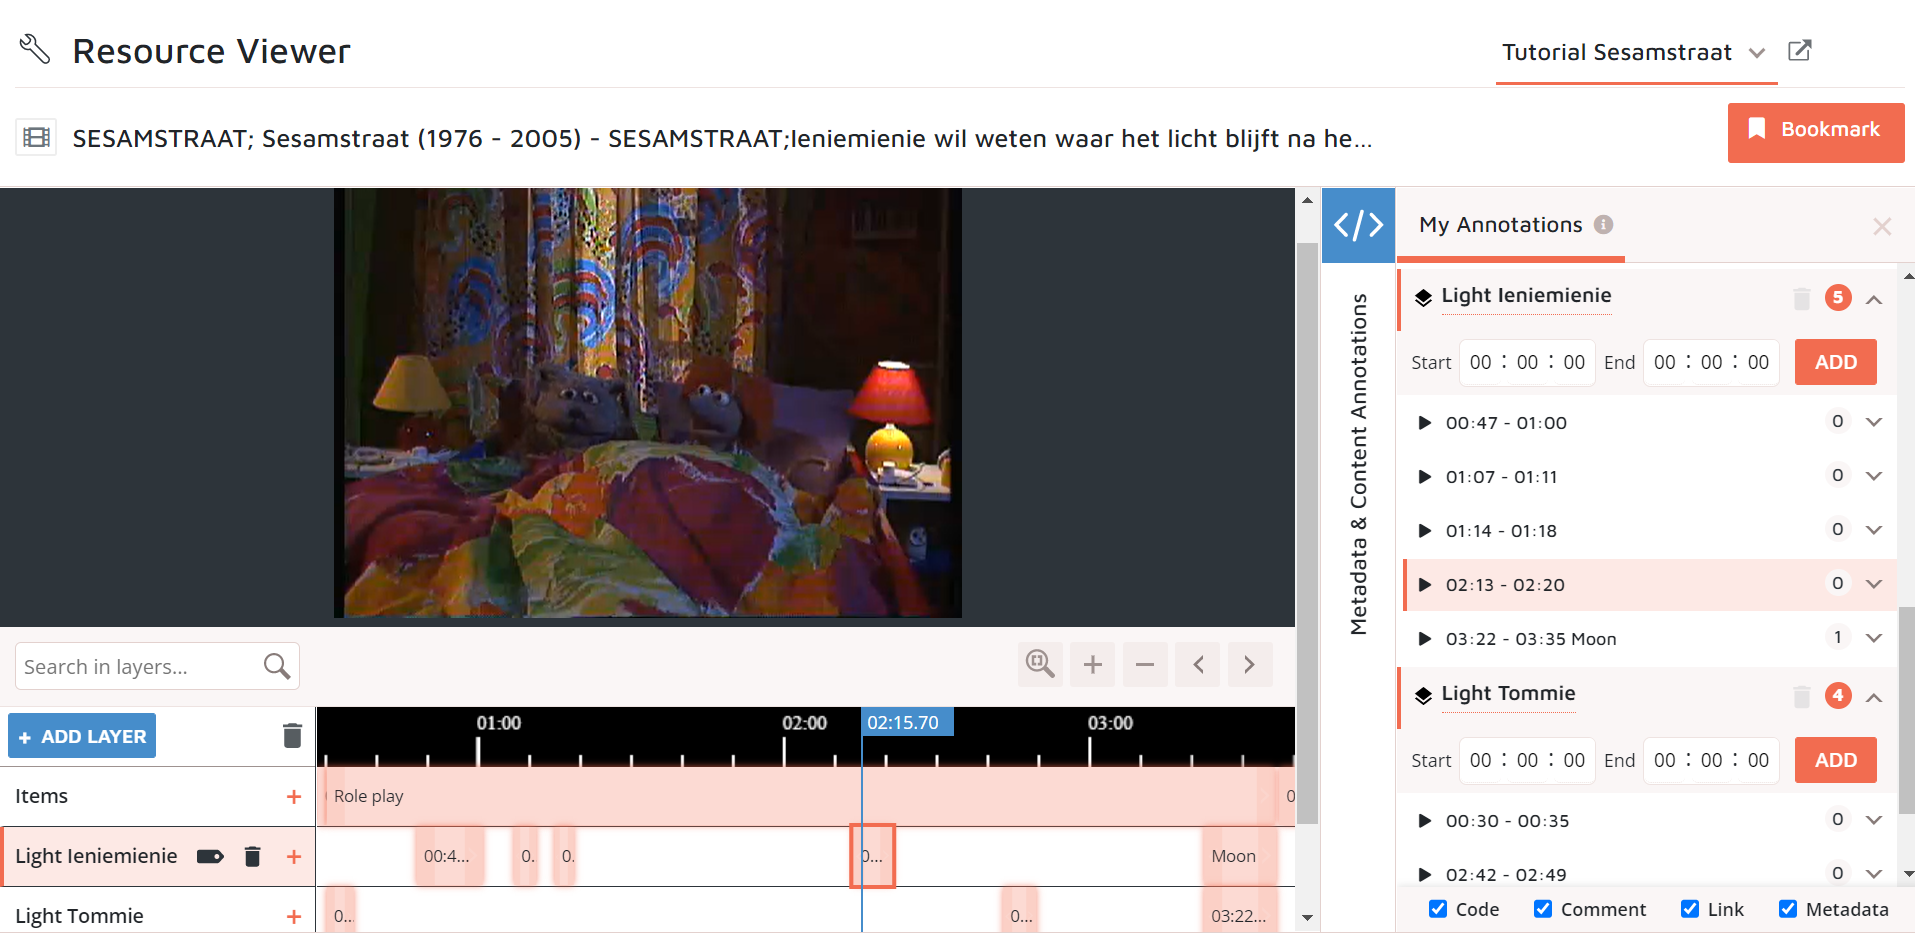 Resource Viewer
Tutorial Sesamstraat
SESAMSTRAAT; Sesamstraat (1976 - 2005) - SESAMSTRAAT;Ieniemienie wil weten waar het licht blijft na he...
Bookmark
</>
Metadata & Content Annotations
My Annotations i
Light Ieniemienie 5
Start 00 : 00 : 00 End 00 : 00 : 00 ADD
00:47 - 01:00 0
01:07 - 01:11 0
01:14 - 01:18 0
02:13 - 02:20 0
03:22 - 03:35 Moon 1
Light Tommie 4
Start 00 : 00 : 00 End 00 : 00 : 00 ADD
00:30 - 00:35 0
02:42 - 02:49 0
Code Comment Link Metadata
Search in layers...
+ ADD LAYER
01:00 02:00 02:15.70 03:00
Items + Role play 0
Light Ieniemienie + 00:4... 0. 0. 0... Moon
Light Tommie + 0... 0... 03:22...